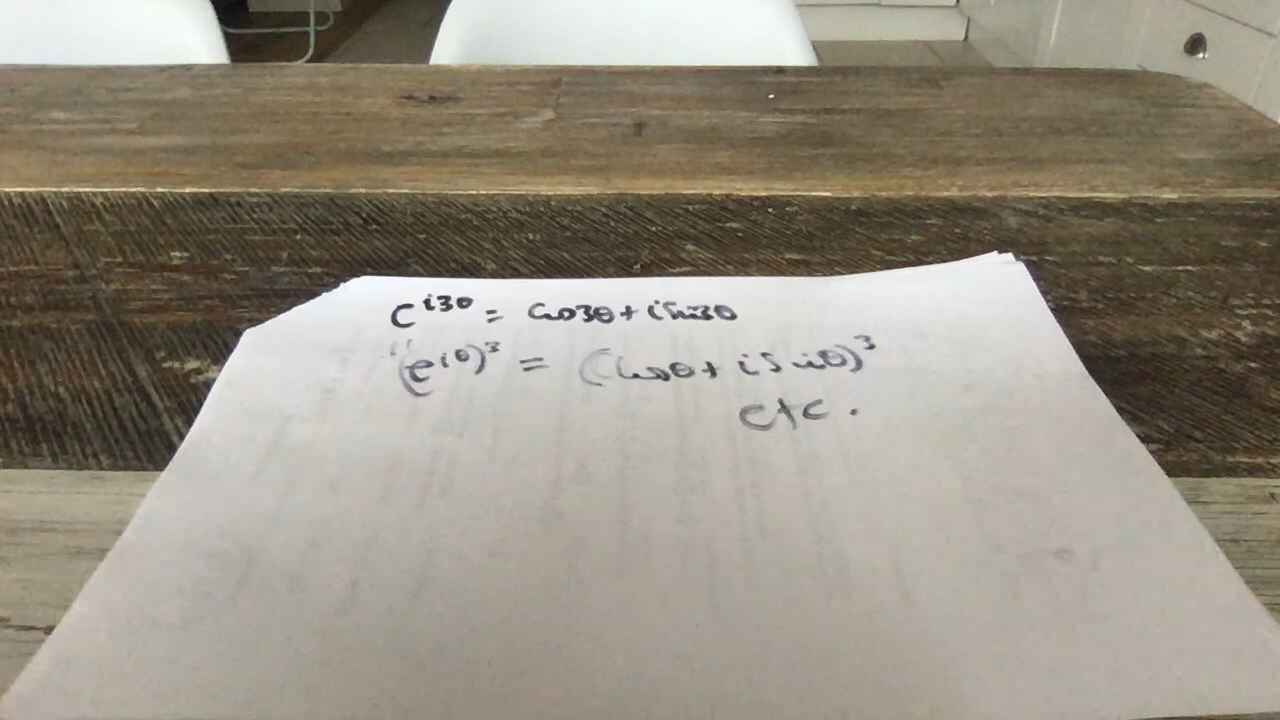 e^{i3θ} = cos3θ + i sin3θ
(e^{iθ})^3 = (cosθ + i sinθ)^3
etc.